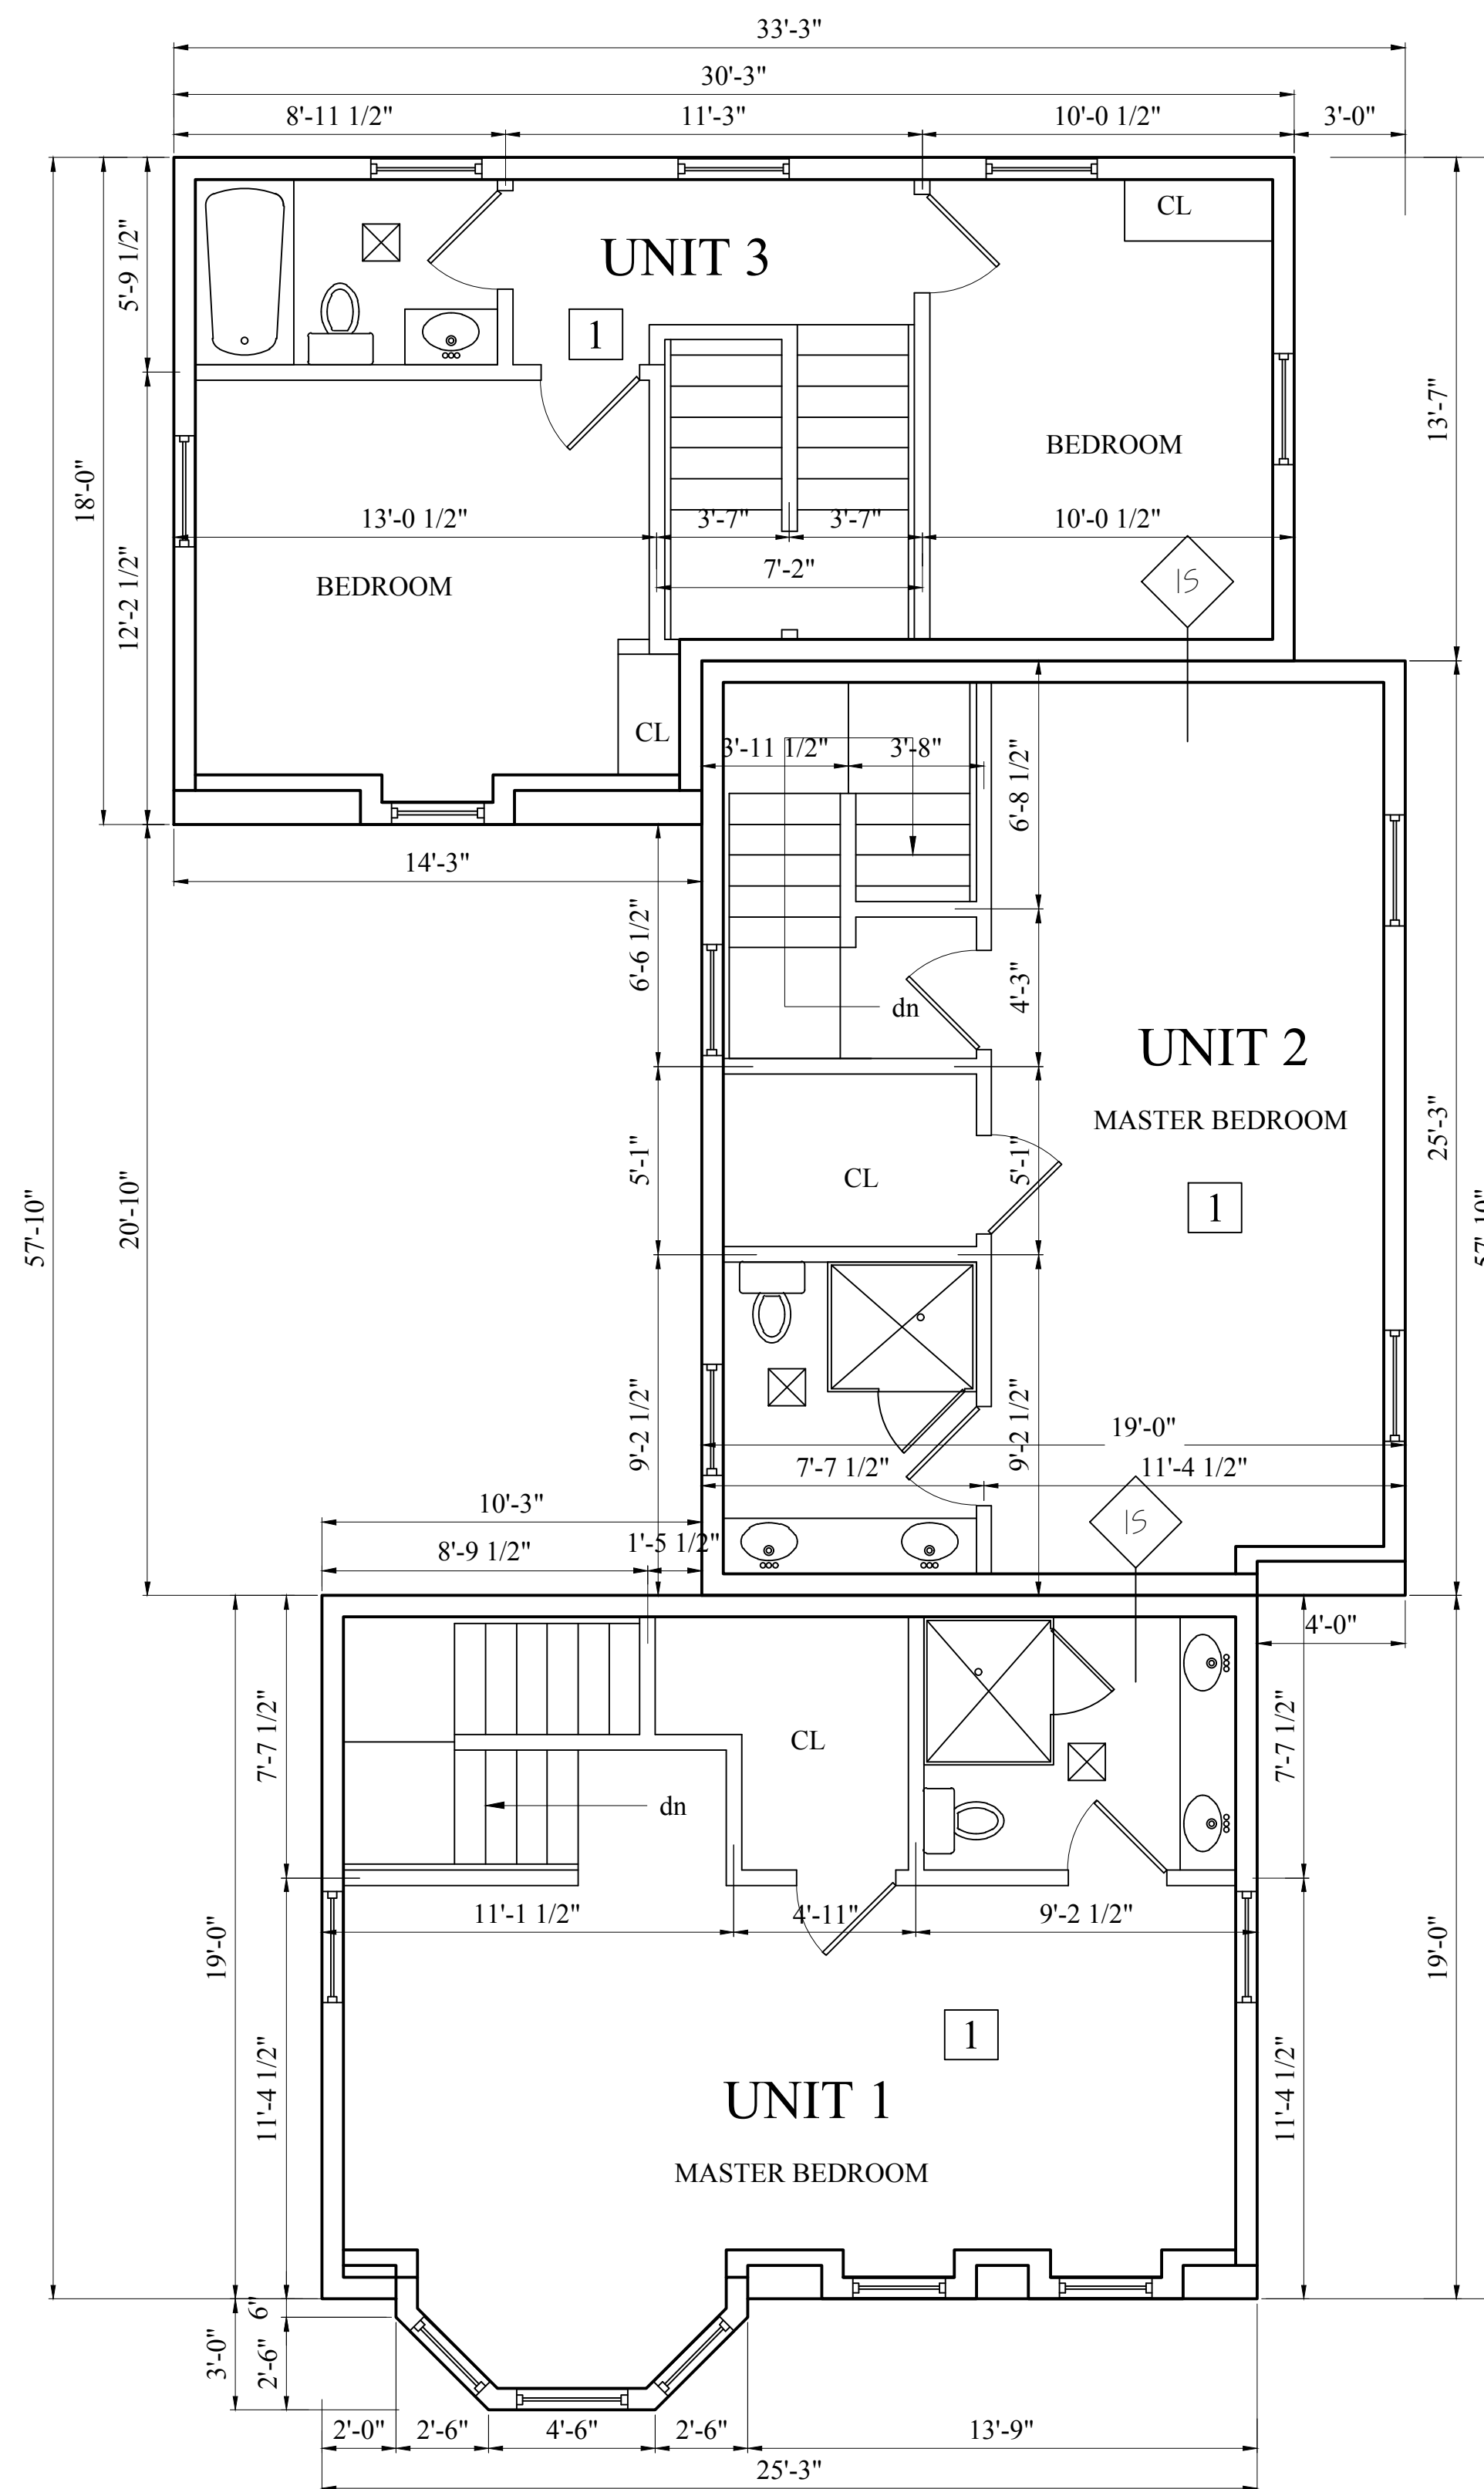 33'-3"
30'-3"
8'-11 1/2" 11'-3" 10'-0 1/2" 3'-0"
CL
5'-9 1/2"
UNIT 3
1
13'-7"
BEDROOM
18'-0"
13'-0 1/2" 3'-7" 3'-7" 10'-0 1/2"
7'-2"
IS
BEDROOM
12'-2 1/2"
CL
3'-11 1/2" 3'-8"
6'-8 1/2"
14'-3"
6'-6 1/2"
4'-3"
dn
UNIT 2
MASTER BEDROOM
25'-3"
57'-10"
20'-10"
5'-1"
CL
5'-1"
1
57'-10"
9'-2 1/2"
9'-2 1/2"
19'-0"
7'-7 1/2" 11'-4 1/2"
10'-3"
IS
8'-9 1/2" 1'-5 1/2"
4'-0"
7'-7 1/2"
CL
7'-7 1/2"
dn
11'-1 1/2" 4'-11" 9'-2 1/2"
19'-0"
19'-0"
1
11'-4 1/2"
UNIT 1
11'-4 1/2"
MASTER BEDROOM
6"
3'-0"
2'-6"
2'-0" 2'-6" 4'-6" 2'-6" 13'-9"
25'-3"